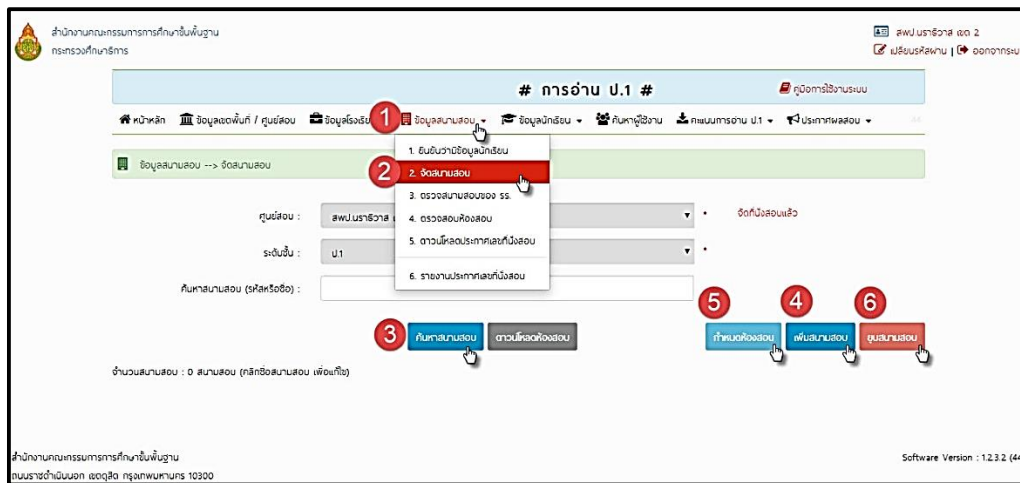 สำนักงานคณะกรรมการการศึกษาขั้นพื้นฐาน
กระทรวงศึกษาธิการ
สพป.นราธิวาส เขต 2
เปลี่ยนรหัสผ่าน | ออกจากระบ
# การอ่าน ป.1 #
คู่มือการใช้งานระบบ
หน้าหลัก ข้อมูลเขตพื้นที่ / ศูนย์สอบ ข้อมูลโรงเรีย 1 ข้อมูลสนามสอบ ข้อมูลนักเรียน ค้นหาผู้ใช้งาน คะแนนการอ่าน ป.1 ประกาศผลสอบ
ข้อมูลสนามสอบ --> จัดสนามสอบ
1. ยืนยันว่ามีข้อมูลนักเรียน
2
2. จัดสนามสอบ
3. ตรวจสนามสอบของ รร.
4. ตรวจสอบห้องสอบ
5. ดาวน์โหลดประกาศเลขที่นั่งสอบ
6. รายงานประกาศเลขที่นั่งสอบ
ศูนย์สอบ : สพป.นราธิวาส • จัดที่นั่งสอบแล้ว
ระดับชั้น : ป.1 •
ค้นหาสนามสอบ (รหัสหรือชื่อ) :
5 4 6
3 ค้นหาสนามสอบ ดาวน์โหลดห้องสอบ กำหนดห้องสอบ เพิ่มสนามสอบ ยุบสนามสอบ
จำนวนสนามสอบ : 0 สนามสอบ (คลิกชื่อสนามสอบ เพื่อแก้ไข)
สำนักงานคณะกรรมการการศึกษาขั้นพื้นฐาน
ถนนราชดำเนินนอก เขตดุสิต กรุงเทพมหานคร 10300
Software Version : 1.2.3.2 (44